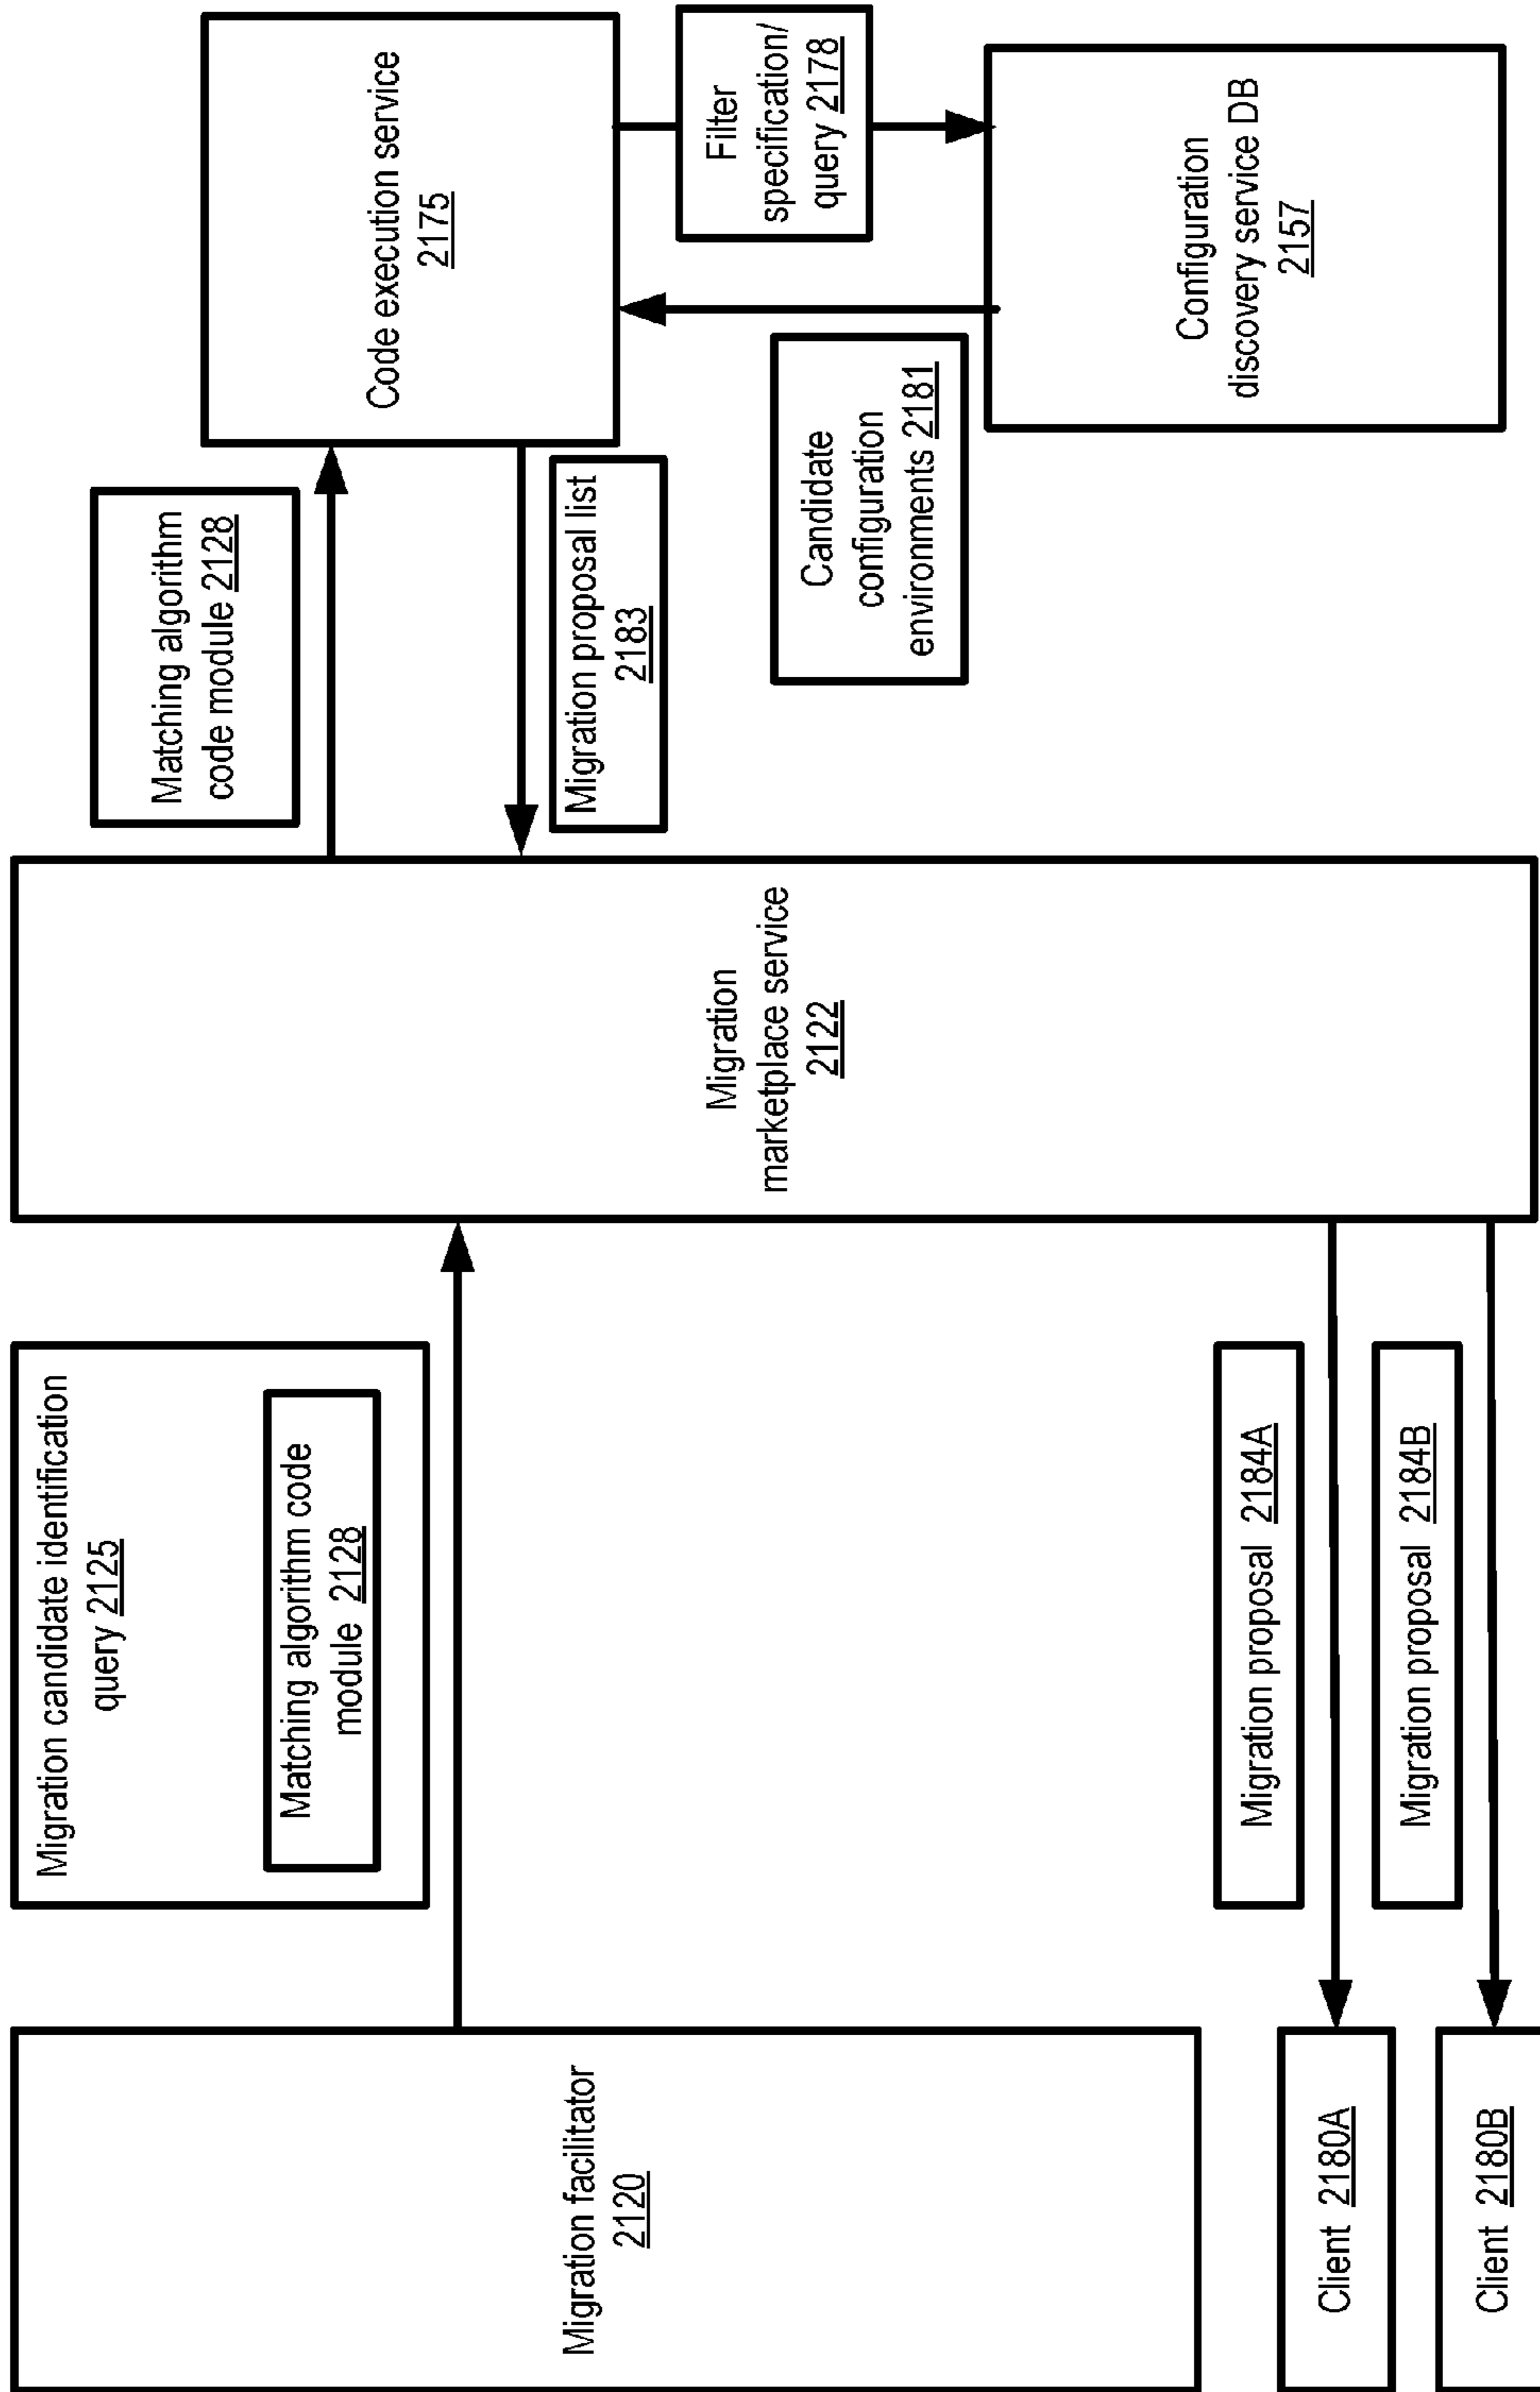 Migration facilitator
2120
Migration candidate identification
query 2125
Matching algorithm code
module 2128
Migration
marketplace service
2122
Matching algorithm
code module 2128
Migration proposal list
2183
Code execution service
2175
Filter
specification/
query 2178
Candidate
configuration
environments 2181
Configuration
discovery service DB
2157
Migration proposal 2184A
Client 2180A
Migration proposal 2184B
Client 2180B